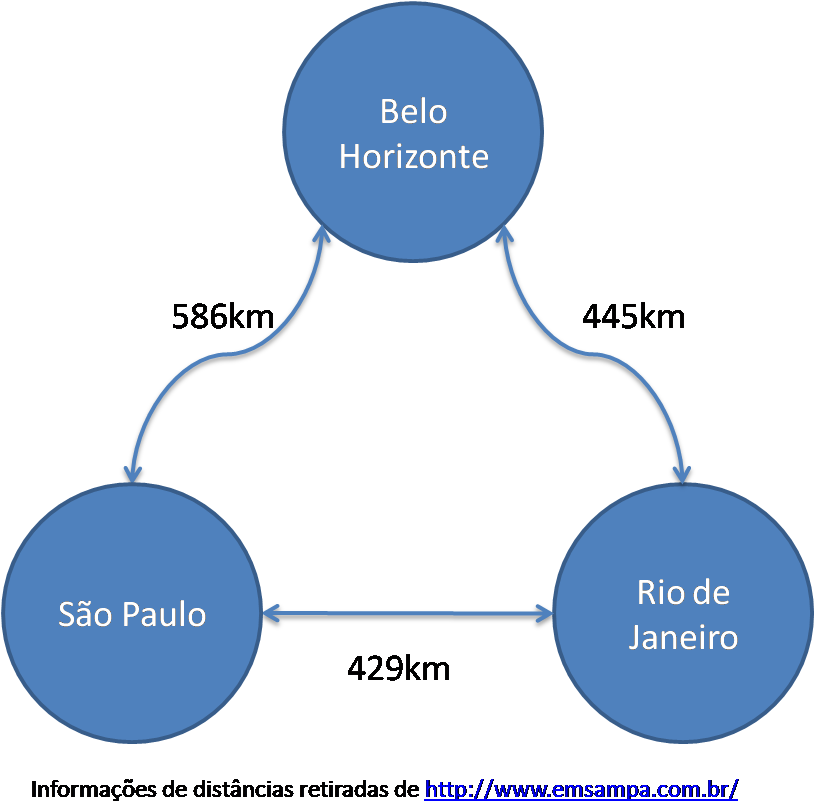 Belo
Horizonte
586km
445km
São Paulo
Rio de
Janeiro
429km
Informações de distâncias retiradas de http://www.emsampa.com.br/